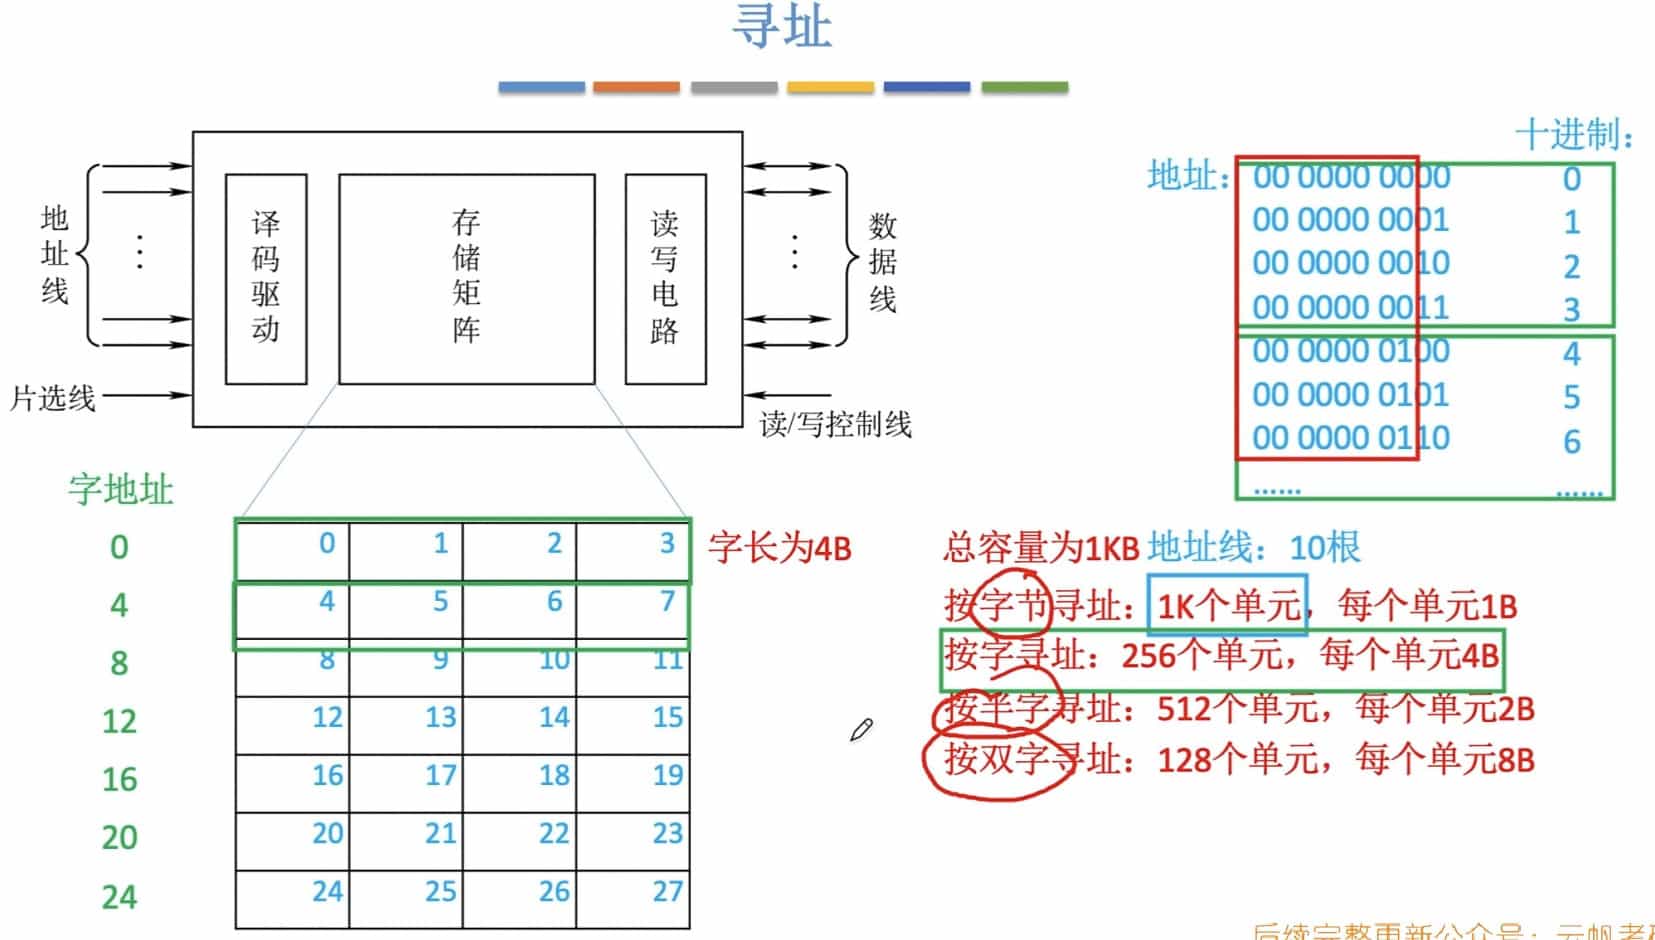 寻址
地址线
译码驱动
存储矩阵
读写电路
数据线
片选线
读/写控制线
十进制：
地址：
00 0000 0000 0
00 0000 0001 1
00 0000 0010 2
00 0000 0011 3
00 0000 0100 4
00 0000 0101 5
00 0000 0110 6
...... ......
字地址
0 0 1 2 3 字长为4B
4 4 5 6 7
8 8 9 10 11
12 12 13 14 15
16 16 17 18 19
20 20 21 22 23
24 24 25 26 27
总容量为1KB 地址线：10根
按字节寻址：1K个单元，每个单元1B
按字寻址：256个单元，每个单元4B
按半字寻址：512个单元，每个单元2B
按双字寻址：128个单元，每个单元8B
后续完整更新公众号：云帆考